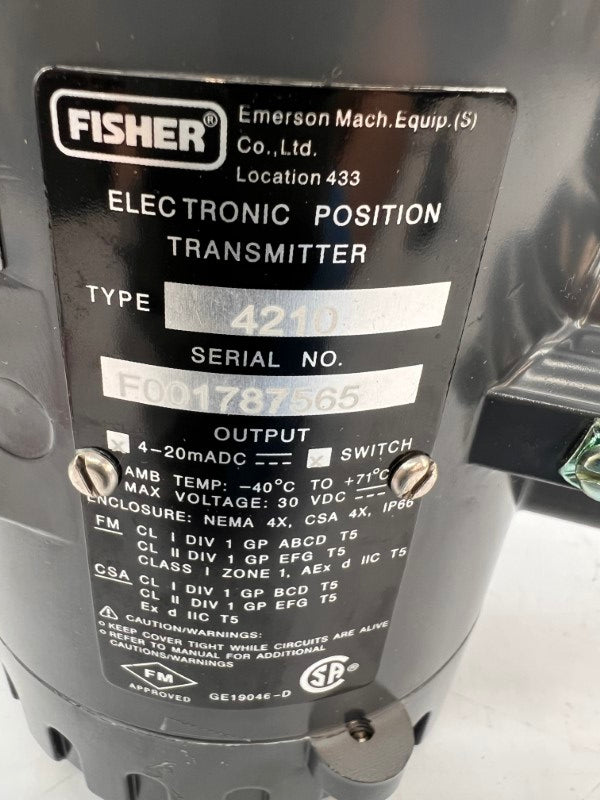 FISHER®
Emerson Mach.Equip.(S)
Co.,Ltd.
Location 433
ELECTRONIC POSITION
TRANSMITTER
TYPE 4210
SERIAL NO.
F001787565
OUTPUT
x 4-20mADC x SWITCH
AMB TEMP: -40°C TO +71°C
MAX VOLTAGE: 30 VDC
ENCLOSURE: NEMA 4X, CSA 4X, IP66
FM CL I DIV 1 GP ABCD T5
CL II DIV 1 GP EFG T5
CLASS I ZONE 1, AEx d IIC T5
CSA CL I DIV 1 GP BCD T5
CL II DIV 1 GP EFG T5
Ex d IIC T5
⚠ CAUTION/WARNINGS:
o KEEP COVER TIGHT WHILE CIRCUITS ARE ALIVE
o REFER TO MANUAL FOR ADDITIONAL
CAUTIONS/WARNINGS
FM
APPROVED
GE19046-D
SA®